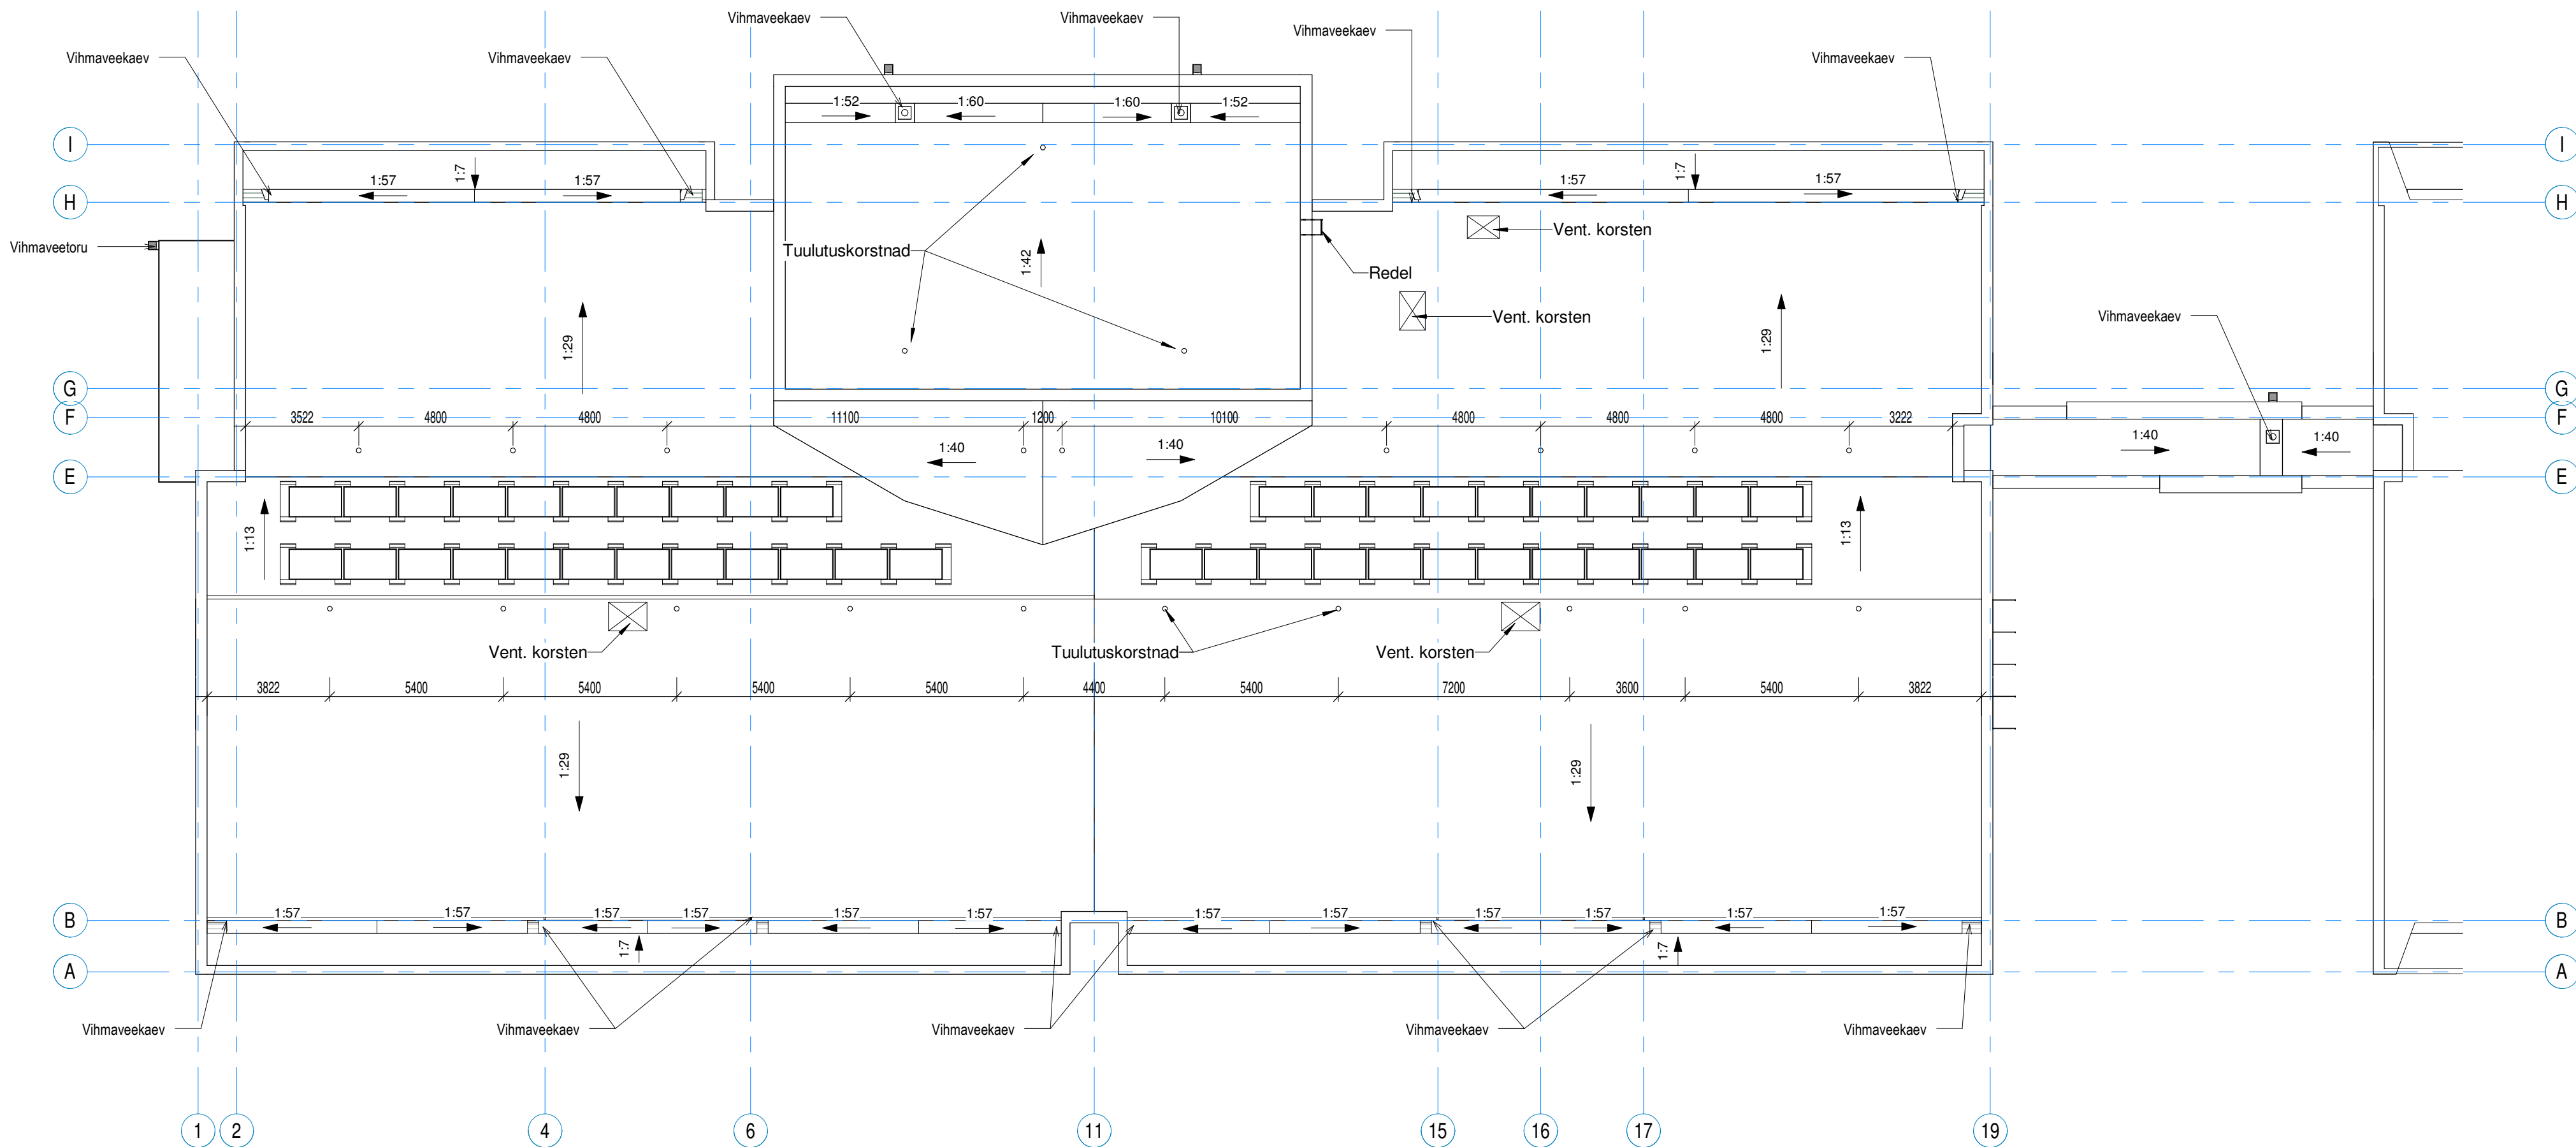 Vihmaveekaev Vihmaveekaev
Vihmaveekaev
Vihmaveekaev Vihmaveekaev Vihmaveekaev
1:52 1:60 1:60 1:52
I I
1:7 1:7
1:57 1:57 1:57 1:57
H H
Vent. korsten
Vihmaveetoru
Tuulutuskorstnad
1:42
Redel
Vent. korsten
Vihmaveekaev
1:29 1:29
G G
F F
3522 4800 4800 11100 1200 10100 4800 4800 4800 3222
1:40 1:40 1:40 1:40
E E
1:13 1:13
Vent. korsten Tuulutuskorstnad Vent. korsten
3822 5400 5400 5400 5400 4400 5400 7200 3600 5400 3822
1:29 1:29
1:57 1:57 1:57 1:57 1:57 1:57 1:57 1:57 1:57 1:57 1:57 1:57
B B
1:7 1:7
A A
Vihmaveekaev Vihmaveekaev Vihmaveekaev Vihmaveekaev Vihmaveekaev
1 2 4 6 11 15 16 17 19